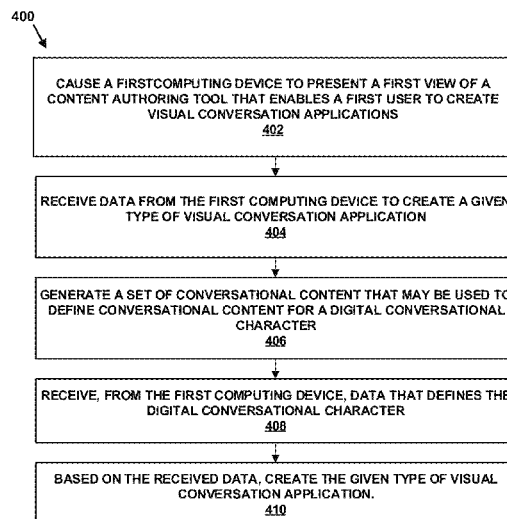 400
CAUSE A FIRSTCOMPUTING DEVICE TO PRESENT A FIRST VIEW OF A
CONTENT AUTHORING TOOL THAT ENABLES A FIRST USER TO CREATE
VISUAL CONVERSATION APPLICATIONS
402
RECEIVE DATA FROM THE FIRST COMPUTING DEVICE TO CREATE A GIVEN
TYPE OF VISUAL CONVERSATION APPLICATION
404
GENERATE A SET OF CONVERSATIONAL CONTENT THAT MAY BE USED TO
DEFINE CONVERSATIONAL CONTENT FOR A DIGITAL CONVERSATIONAL
CHARACTER
406
RECEIVE, FROM THE FIRST COMPUTING DEVICE, DATA THAT DEFINES THE
DIGITAL CONVERSATIONAL CHARACTER
408
BASED ON THE RECEIVED DATA, CREATE THE GIVEN TYPE OF VISUAL
CONVERSATION APPLICATION.
410